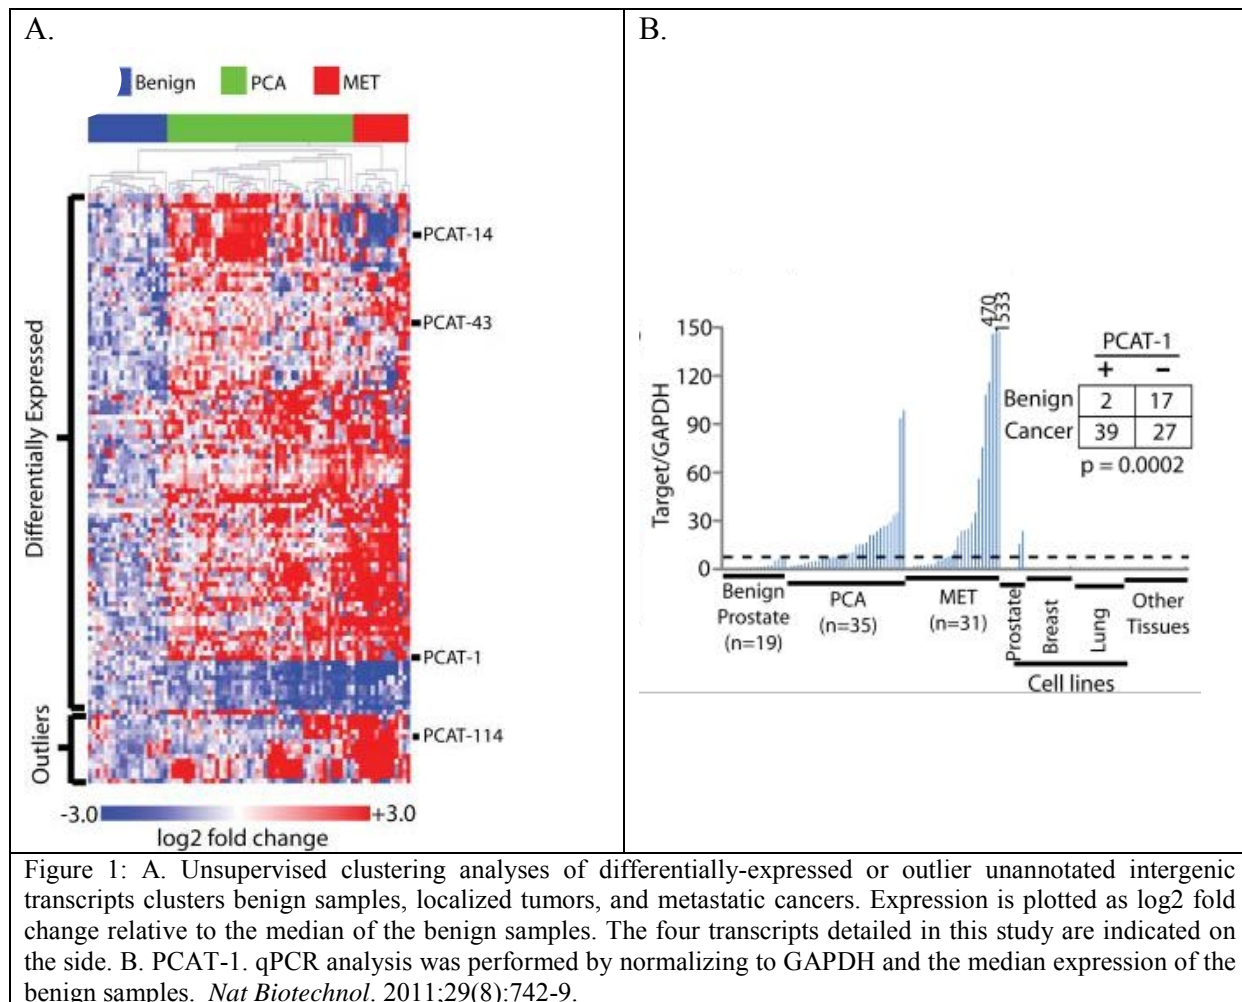 A.
Benign PCA MET
Differentially Expressed
Outliers
PCAT-14
PCAT-43
PCAT-1
PCAT-114
-3.0 +3.0
log2 fold change
B.
Target/GAPDH
150
120
90
60
30
0
470
1533
PCAT-1
+ −
Benign 2 17
Cancer 39 27
p = 0.0002
Benign
Prostate
(n=19)
PCA
(n=35)
MET
(n=31)
Prostate
Breast
Lung
Other
Tissues
Cell lines
Figure 1: A. Unsupervised clustering analyses of differentially-expressed or outlier unannotated intergenic
transcripts clusters benign samples, localized tumors, and metastatic cancers. Expression is plotted as log2 fold
change relative to the median of the benign samples. The four transcripts detailed in this study are indicated on
the side. B. PCAT-1. qPCR analysis was performed by normalizing to GAPDH and the median expression of the
benign samples. Nat Biotechnol. 2011;29(8):742-9.